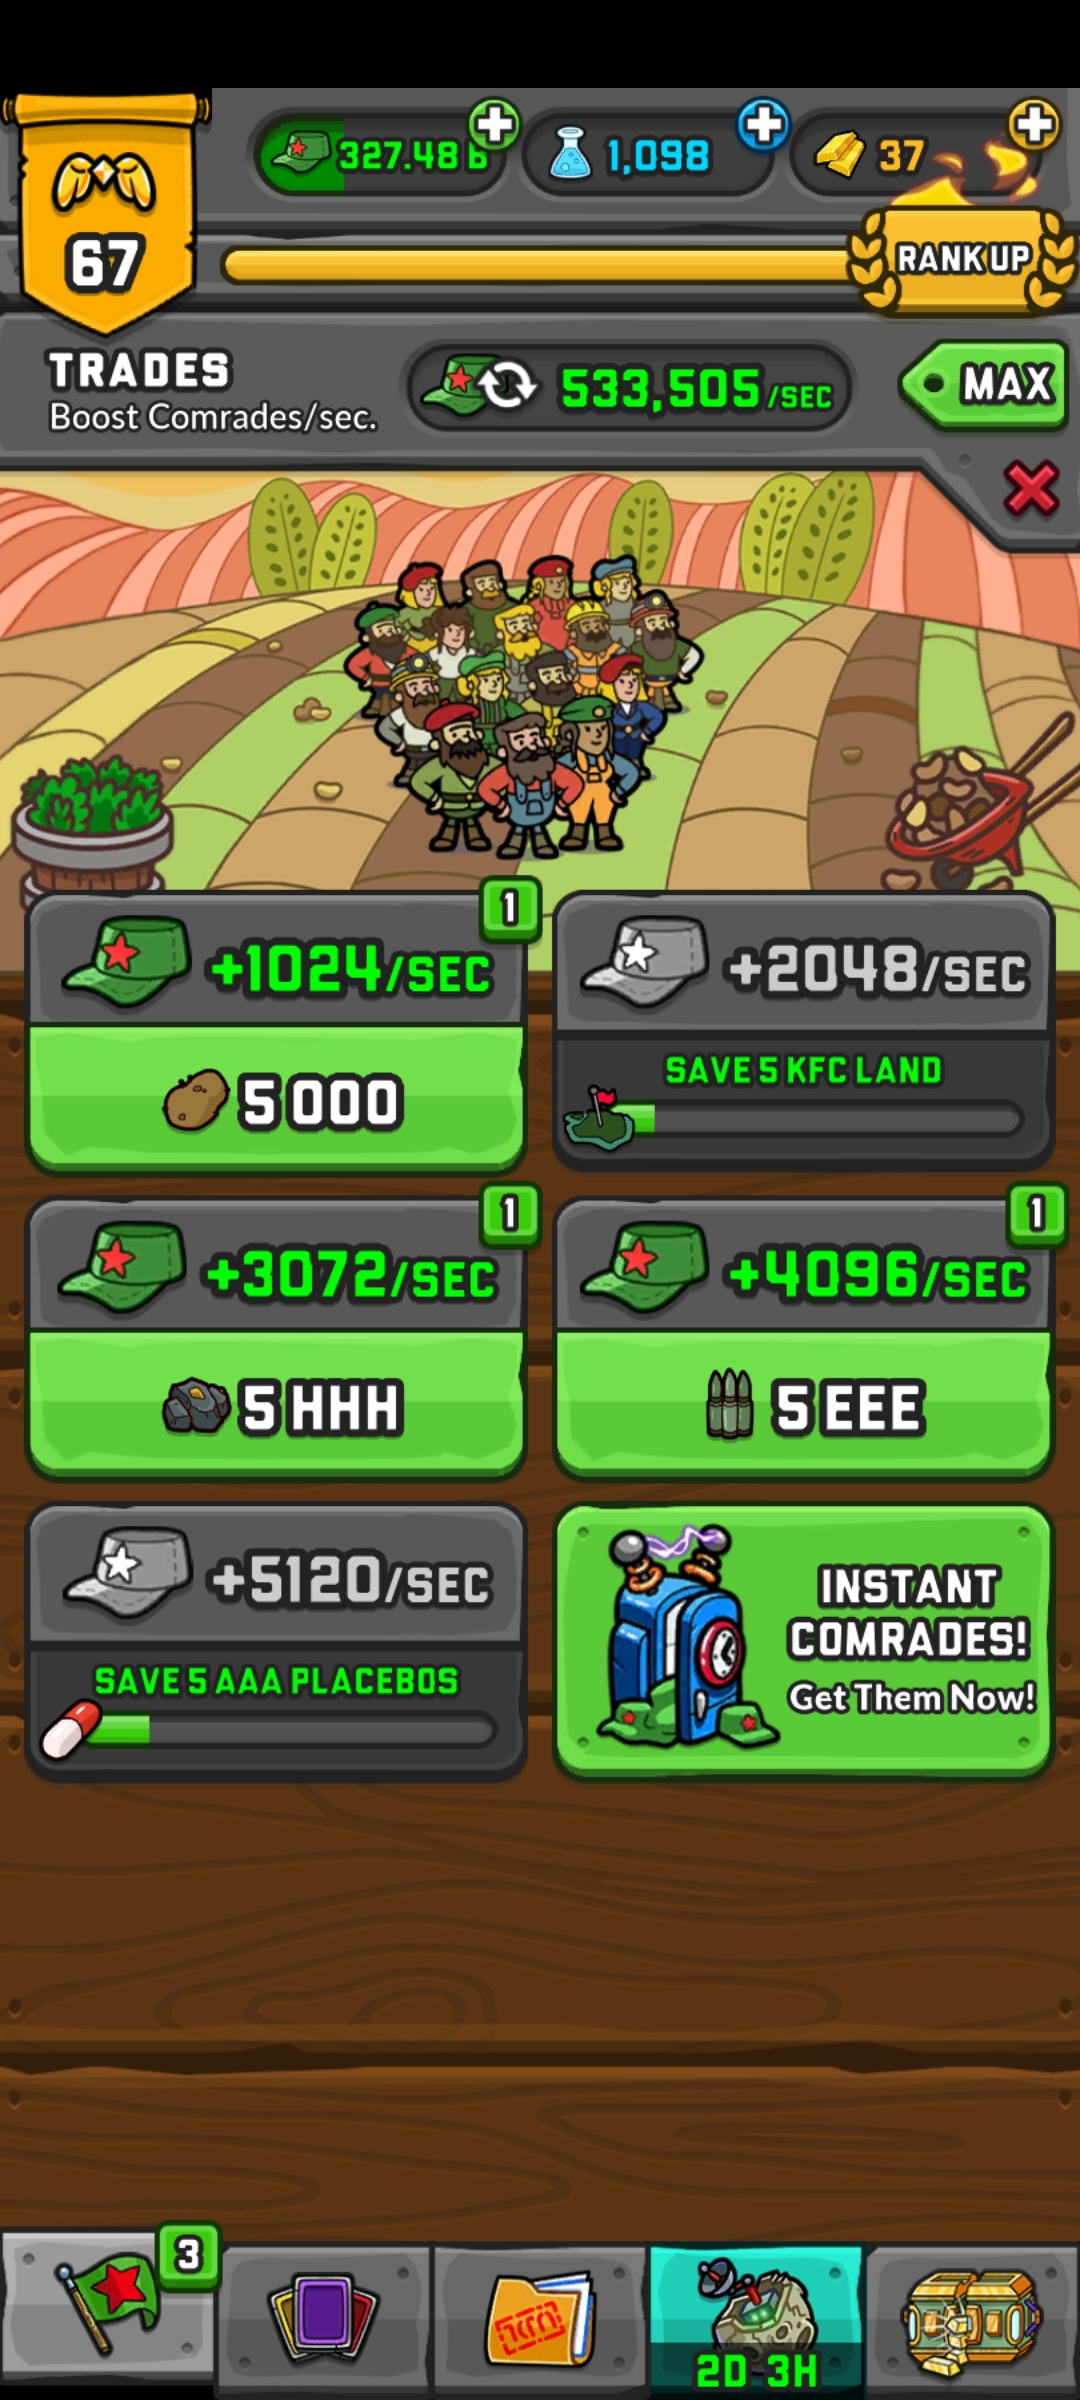 327.48 B
1,098
37
67
RANK UP
TRADES
Boost Comrades/sec.
533,505/SEC
MAX
1
+1024/SEC
5 OOO
+2048/SEC
SAVE 5 KFC LAND
1
+3072/SEC
5 HHH
1
+4096/SEC
5 EEE
+5120/SEC
SAVE 5 AAA PLACEBOS
INSTANT
COMRADES!
Get Them Now!
3
2D 3H